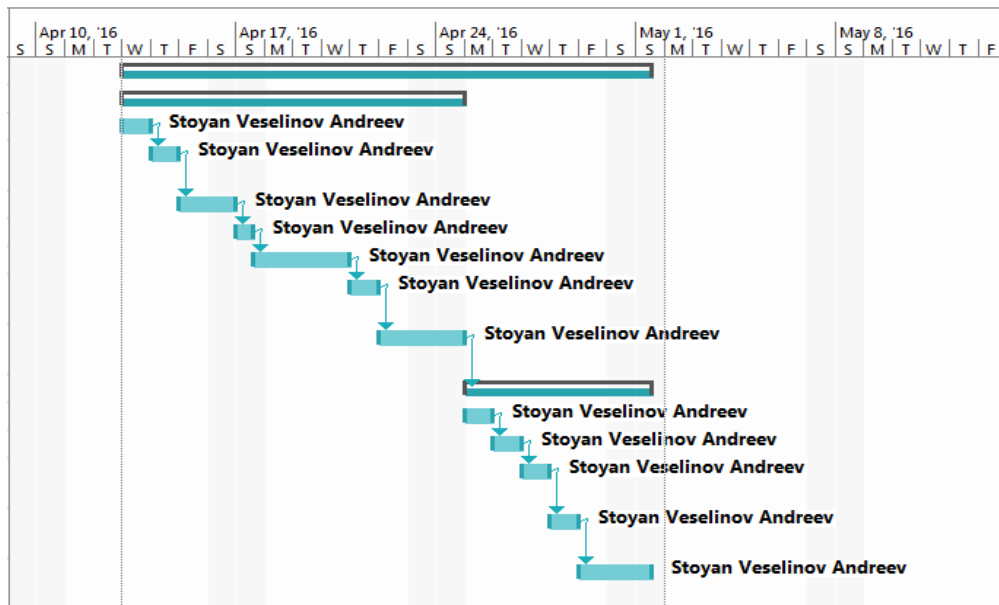 Apr 10, '16 Apr 17, '16 Apr 24, '16 May 1, '16 May 8, '16
S S M T W T F S S M T W T F S S M T W T F S S M T W T F S S M T W T F
Stoyan Veselinov Andreev
Stoyan Veselinov Andreev
Stoyan Veselinov Andreev
Stoyan Veselinov Andreev
Stoyan Veselinov Andreev
Stoyan Veselinov Andreev
Stoyan Veselinov Andreev
Stoyan Veselinov Andreev
Stoyan Veselinov Andreev
Stoyan Veselinov Andreev
Stoyan Veselinov Andreev
Stoyan Veselinov Andreev